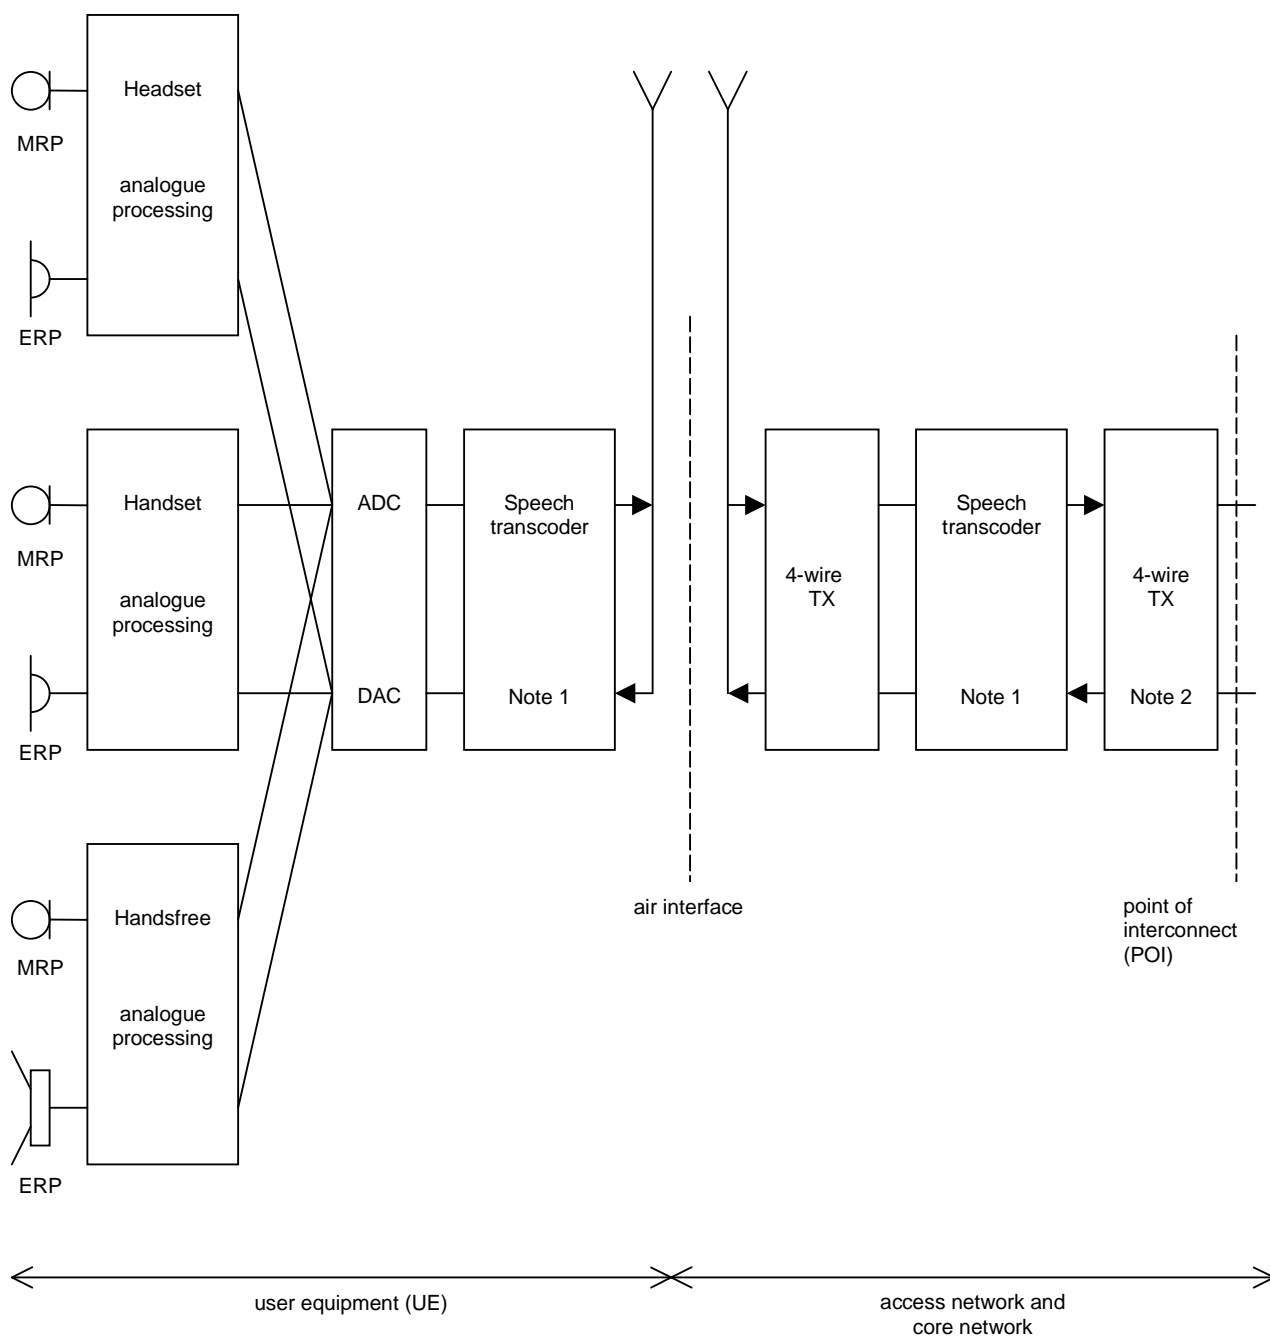 Headset
MRP
analogue
processing
ERP
Handset
MRP
analogue
processing
ERP
Handsfree
MRP
analogue
processing
ERP
ADC
DAC
Speech
transcoder
Note 1
4-wire
TX
Speech
transcoder
Note 1
4-wire
TX
Note 2
air interface
point of
interconnect
(POI)
user equipment (UE)
access network and
core network